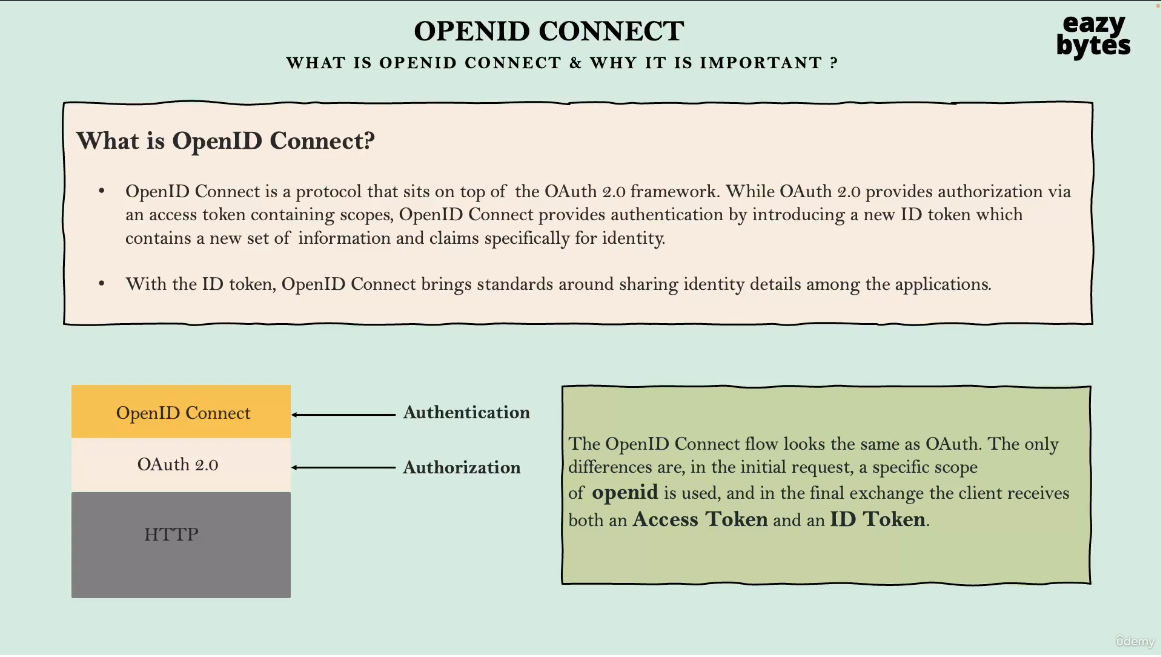 OPENID CONNECT
WHAT IS OPENID CONNECT & WHY IT IS IMPORTANT ?
eazy
bytes
What is OpenID Connect?
• OpenID Connect is a protocol that sits on top of the OAuth 2.0 framework. While OAuth 2.0 provides authorization via
an access token containing scopes, OpenID Connect provides authentication by introducing a new ID token which
contains a new set of information and claims specifically for identity.
• With the ID token, OpenID Connect brings standards around sharing identity details among the applications.
OpenID Connect
Authentication
OAuth 2.0
Authorization
HTTP
The OpenID Connect flow looks the same as OAuth. The only
differences are, in the initial request, a specific scope
of openid is used, and in the final exchange the client receives
both an Access Token and an ID Token.
ûdemy